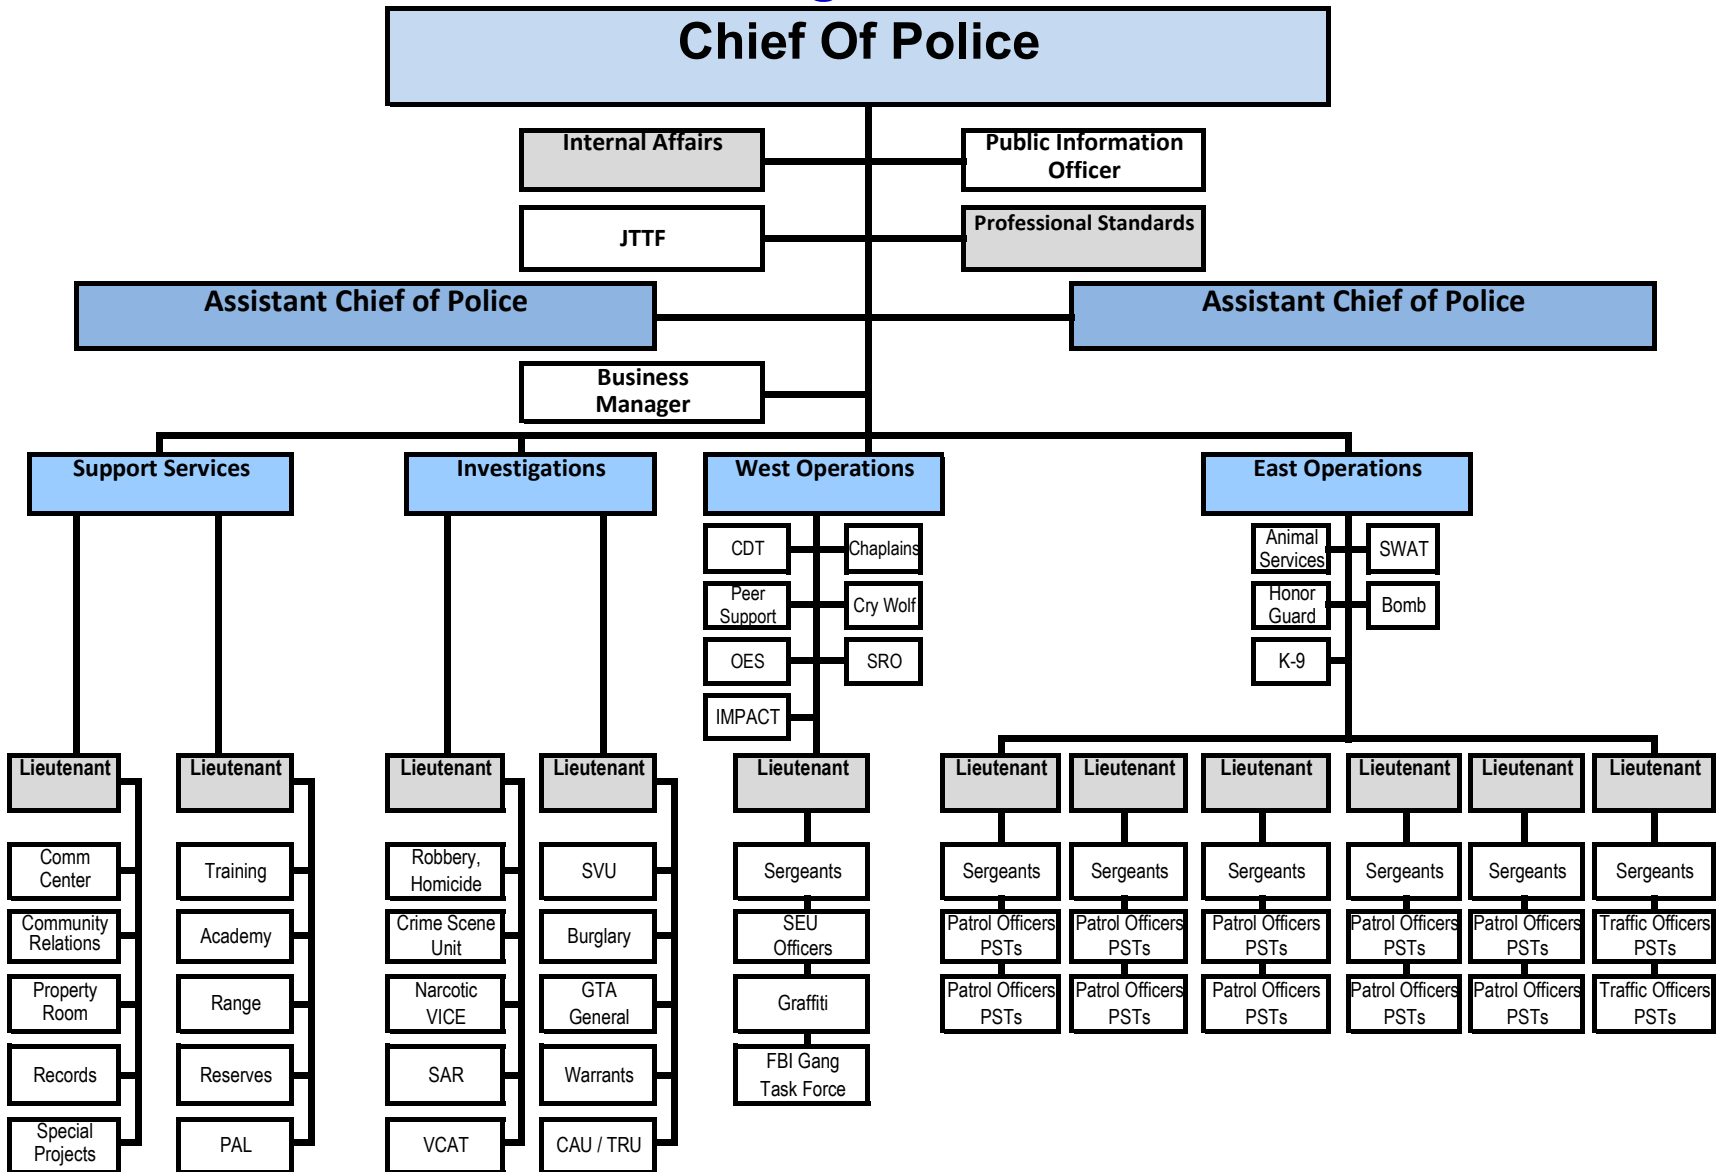 Chief Of Police
Internal Affairs
Public Information
Officer
JTTF
Professional Standards
Assistant Chief of Police
Assistant Chief of Police
Business
Manager
Support Services
Investigations
West Operations
East Operations
CDT
Chaplains
Peer
Support
Cry Wolf
OES
SRO
IMPACT
Animal
Services
SWAT
Honor
Guard
Bomb
K-9
Lieutenant
Lieutenant
Lieutenant
Lieutenant
Lieutenant
Lieutenant
Lieutenant
Lieutenant
Lieutenant
Lieutenant
Lieutenant
Comm
Center
Training
Robbery,
Homicide
SVU
Sergeants
Sergeants
Sergeants
Sergeants
Sergeants
Sergeants
Sergeants
Community
Relations
Academy
Crime Scene
Unit
Burglary
SEU
Officers
Patrol Officers
PSTs
Patrol Officers
PSTs
Patrol Officers
PSTs
Patrol Officers
PSTs
Patrol Officers
PSTs
Traffic Officers
PSTs
Property
Room
Range
Narcotic
VICE
GTA
General
Graffiti
Patrol Officers
PSTs
Patrol Officers
PSTs
Patrol Officers
PSTs
Patrol Officers
PSTs
Patrol Officers
PSTs
Traffic Officers
PSTs
Records
Reserves
SAR
Warrants
FBI Gang
Task Force
Special
Projects
PAL
VCAT
CAU / TRU